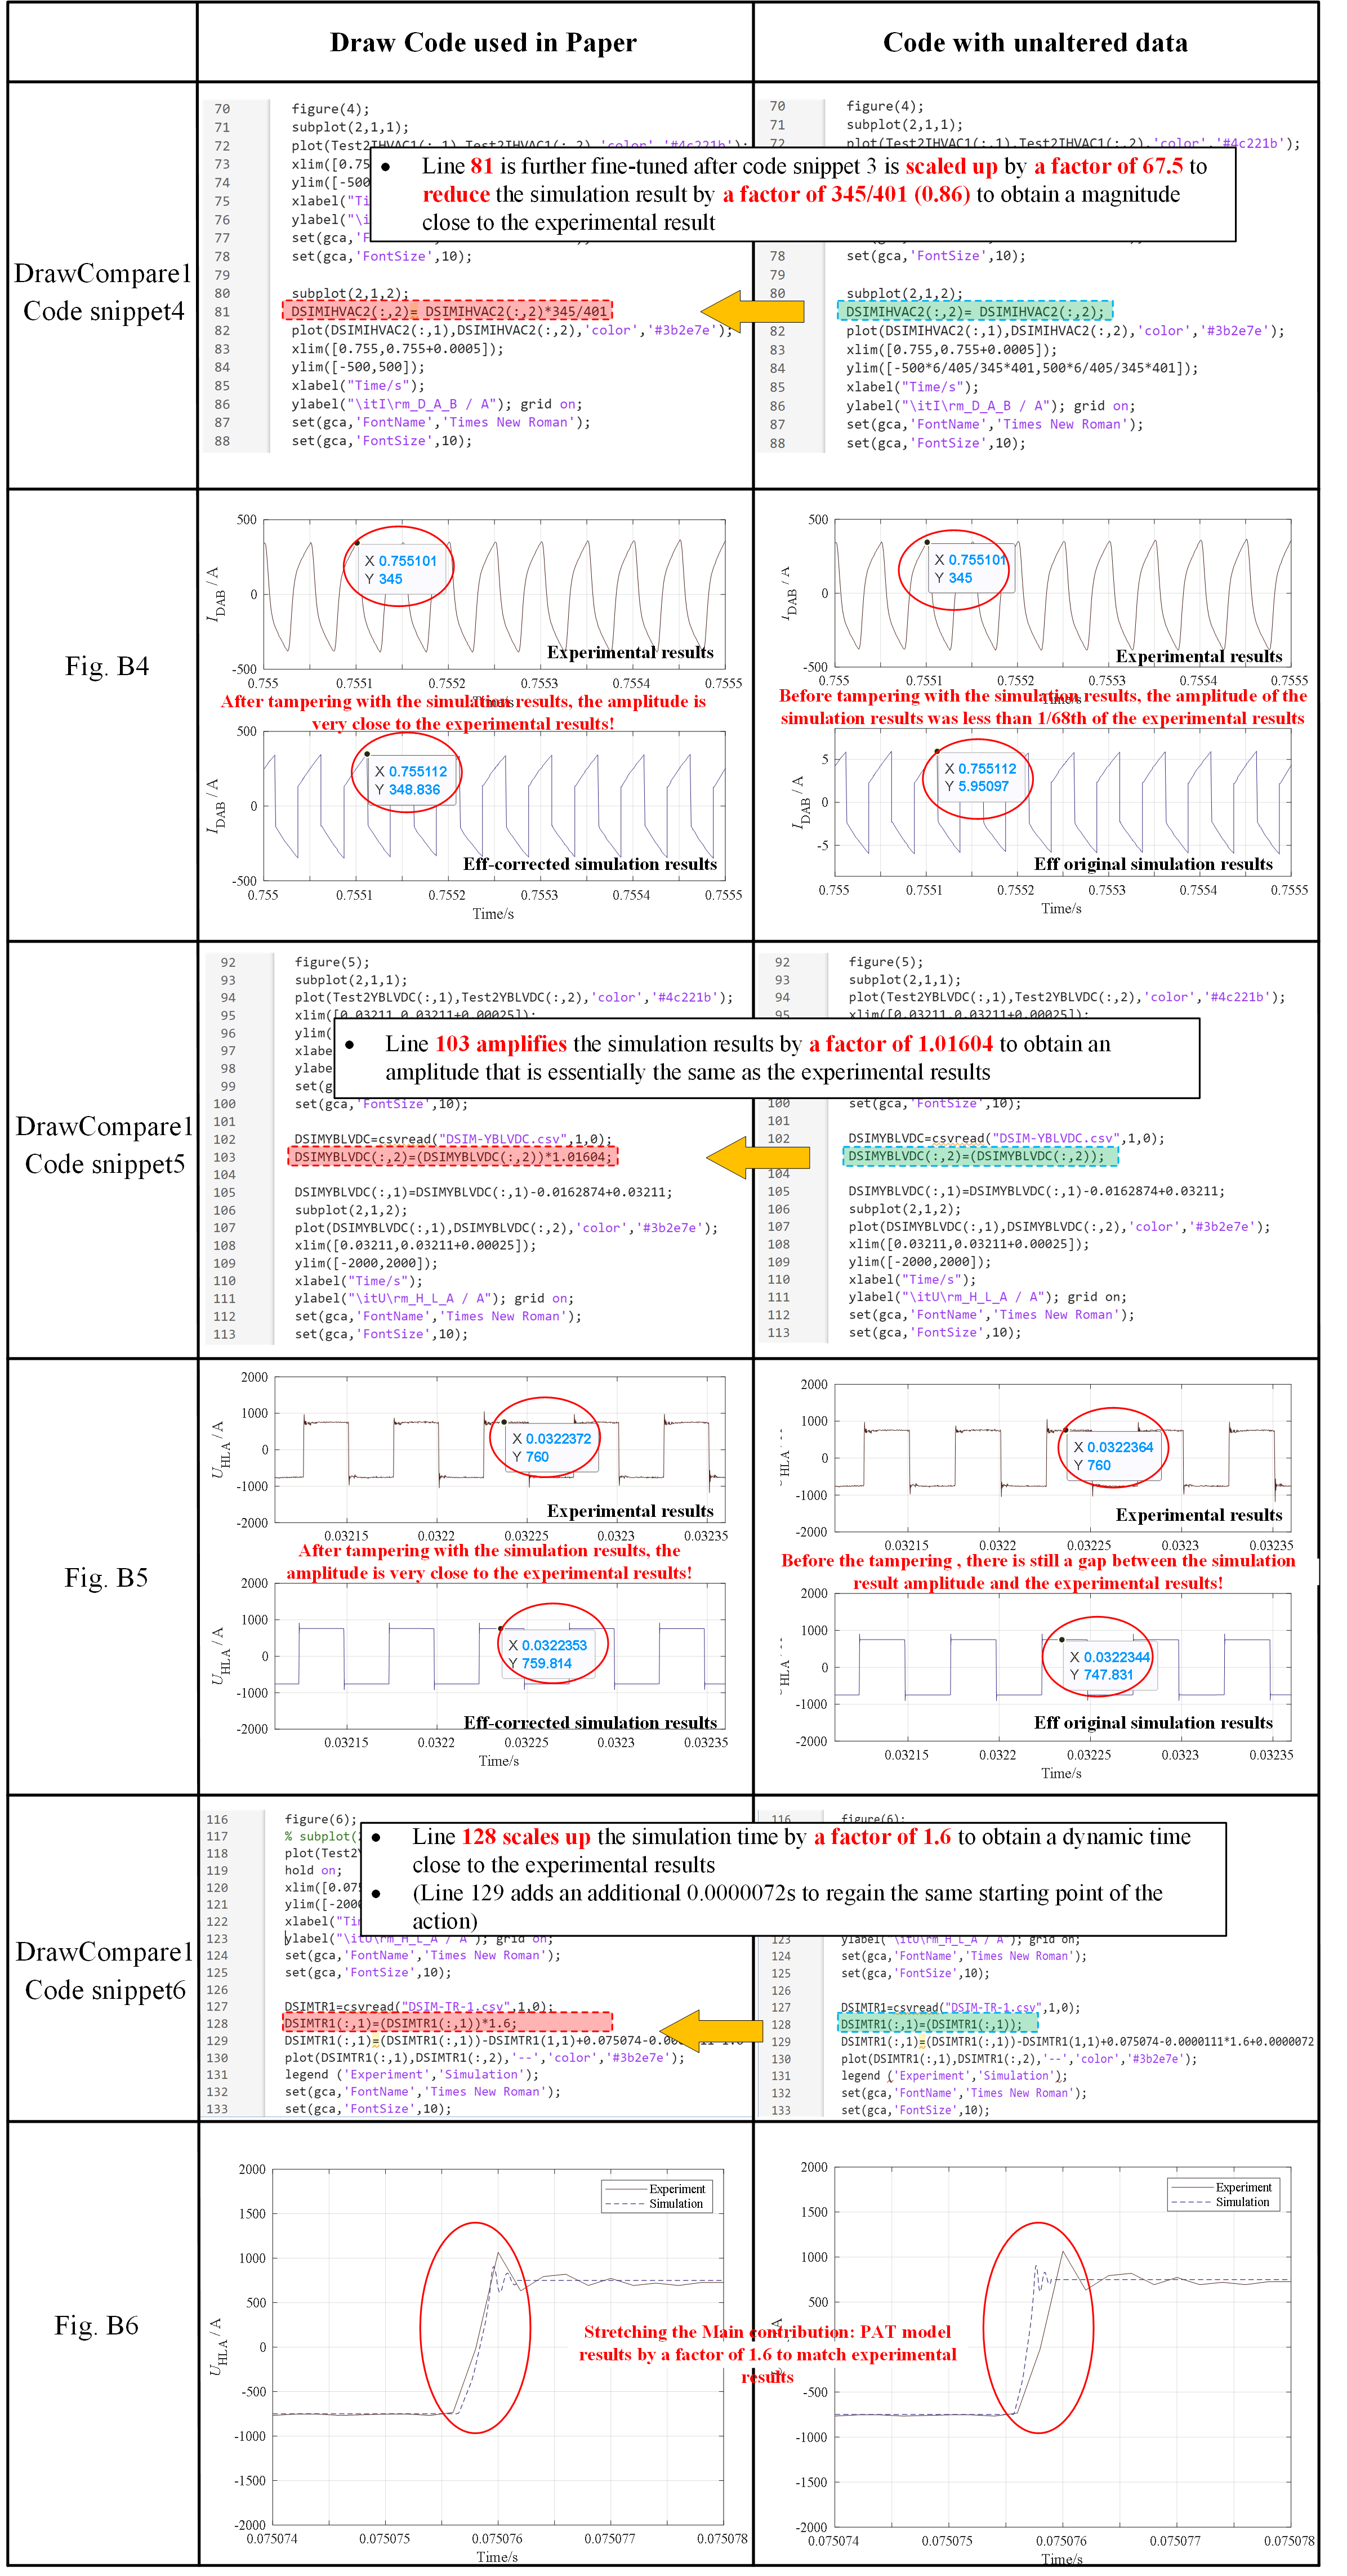 Draw Code used in Paper
Code with unaltered data
DrawCompare1
Code snippet4
70 figure(4);
71 subplot(2,1,1);
72 plot(Test2IHVAC1(:,1),Test2IHVAC1(:,2),'color','#4c221b');
73 xlim([0.75
74 ylim([-500
75 xlabel("Ti
76 ylabel("\i
77 set(gca,'F
78 set(gca,'FontSize',10);
79
80 subplot(2,1,2);
81 DSIMIHVAC2(:,2)= DSIMIHVAC2(:,2)*345/401
82 plot(DSIMIHVAC2(:,1),DSIMIHVAC2(:,2),'color','#3b2e7e');
83 xlim([0.755,0.755+0.0005]);
84 ylim([-500,500]);
85 xlabel("Time/s");
86 ylabel("\itI\rm_D_A_B / A"); grid on;
87 set(gca,'FontName','Times New Roman');
88 set(gca,'FontSize',10);
70 figure(4);
71 subplot(2,1,1);
72 plot(Test2IHVAC1(:,1),Test2IHVAC1(:,2),'color','#4c221b');
78 set(gca,'FontSize',10);
79
80 subplot(2,1,2);
81 DSIMIHVAC2(:,2)= DSIMIHVAC2(:,2);
82 plot(DSIMIHVAC2(:,1),DSIMIHVAC2(:,2),'color','#3b2e7e');
83 xlim([0.755,0.755+0.0005]);
84 ylim([-500*6/405/345*401,500*6/405/345*401]);
85 xlabel("Time/s");
86 ylabel("\itI\rm_D_A_B / A"); grid on;
87 set(gca,'FontName','Times New Roman');
88 set(gca,'FontSize',10);
• Line 81 is further fine-tuned after code snippet 3 is scaled up by a factor of 67.5 to
reduce the simulation result by a factor of 345/401 (0.86) to obtain a magnitude
close to the experimental result
Fig. B4
500
0
-500
I DAB / A
X 0.755101
Y 345
Experimental results
0.755 0.7551 0.7552 0.7553 0.7554 0.7555
Time/s
After tampering with the simulation results, the amplitude is
very close to the experimental results!
500
0
-500
I DAB / A
X 0.755112
Y 348.836
Eff-corrected simulation results
0.755 0.7551 0.7552 0.7553 0.7554 0.7555
Time/s
500
0
-500
I DAB / A
X 0.755101
Y 345
Experimental results
0.755 0.7551 0.7552 0.7553 0.7554 0.7555
Time/s
Before tampering with the simulation results, the amplitude of the
simulation results was less than 1/68th of the experimental results
5
0
-5
I DAB / A
X 0.755112
Y 5.95097
Eff original simulation results
0.755 0.7551 0.7552 0.7553 0.7554 0.7555
Time/s
DrawCompare1
Code snippet5
92 figure(5);
93 subplot(2,1,1);
94 plot(Test2YBLVDC(:,1),Test2YBLVDC(:,2),'color','#4c221b');
95 xlim([0.03211,0.03211+0.00025]);
96 ylim(
97 xlabe
98 ylabe
99 set(g
100 set(gca,'FontSize',10);
101
102 DSIMYBLVDC=csvread("DSIM-YBLVDC.csv",1,0);
103 DSIMYBLVDC(:,2)=(DSIMYBLVDC(:,2))*1.01604;
104
105 DSIMYBLVDC(:,1)=DSIMYBLVDC(:,1)-0.0162874+0.03211;
106 subplot(2,1,2);
107 plot(DSIMYBLVDC(:,1),DSIMYBLVDC(:,2),'color','#3b2e7e');
108 xlim([0.03211,0.03211+0.00025]);
109 ylim([-2000,2000]);
110 xlabel("Time/s");
111 ylabel("\itU\rm_H_L_A / A"); grid on;
112 set(gca,'FontName','Times New Roman');
113 set(gca,'FontSize',10);
92 figure(5);
93 subplot(2,1,1);
94 plot(Test2YBLVDC(:,1),Test2YBLVDC(:,2),'color','#4c221b');
95 xlim([0.03211,0.03211+0.00025]);
100 set(gca,'FontSize',10);
101
102 DSIMYBLVDC=csvread("DSIM-YBLVDC.csv",1,0);
103 DSIMYBLVDC(:,2)=(DSIMYBLVDC(:,2));
104
105 DSIMYBLVDC(:,1)=DSIMYBLVDC(:,1)-0.0162874+0.03211;
106 subplot(2,1,2);
107 plot(DSIMYBLVDC(:,1),DSIMYBLVDC(:,2),'color','#3b2e7e');
108 xlim([0.03211,0.03211+0.00025]);
109 ylim([-2000,2000]);
110 xlabel("Time/s");
111 ylabel("\itU\rm_H_L_A / A"); grid on;
112 set(gca,'FontName','Times New Roman');
113 set(gca,'FontSize',10);
• Line 103 amplifies the simulation results by a factor of 1.01604 to obtain an
amplitude that is essentially the same as the experimental results
Fig. B5
2000
1000
0
-1000
-2000
U HLA / A
X 0.0322372
Y 760
Experimental results
0.03215 0.0322 0.03225 0.0323 0.03235
After tampering with the simulation results, the
amplitude is very close to the experimental results!
2000
1000
0
-1000
-2000
U HLA / A
X 0.0322353
Y 759.814
Eff-corrected simulation results
0.03215 0.0322 0.03225 0.0323 0.03235
Time/s
2000
1000
0
-1000
-2000
HLA
X 0.0322364
Y 760
Experimental results
0.03215 0.0322 0.03225 0.0323 0.03235
Before the tampering , there is still a gap between the simulation
result amplitude and the experimental results!
2000
1000
0
-1000
-2000
HLA / A
X 0.0322344
Y 747.831
Eff original simulation results
0.03215 0.0322 0.03225 0.0323 0.03235
Time/s
DrawCompare1
Code snippet6
116 figure(6);
117 % subplot(
118 plot(Test2Y
119 hold on;
120 xlim([0.075
121 ylim([-2000
122 xlabel("Tim
123 ylabel("\itU\rm_H_L_A / A"); grid on;
124 set(gca,'FontName','Times New Roman');
125 set(gca,'FontSize',10);
126
127 DSIMTR1=csvread("DSIM-TR-1.csv",1,0);
128 DSIMTR1(:,1)=(DSIMTR1(:,1))*1.6;
129 DSIMTR1(:,1)=(DSIMTR1(:,1))-DSIMTR1(1,1)+0.075074-0.00
130 plot(DSIMTR1(:,1),DSIMTR1(:,2),'--','color','#3b2e7e');
131 legend ('Experiment','Simulation');
132 set(gca,'FontName','Times New Roman');
133 set(gca,'FontSize',10);
116 figure(6);
123 ylabel("\itU\rm_H_L_A / A"); grid on;
124 set(gca,'FontName','Times New Roman');
125 set(gca,'FontSize',10);
126
127 DSIMTR1=csvread("DSIM-TR-1.csv",1,0);
128 DSIMTR1(:,1)=(DSIMTR1(:,1));
129 DSIMTR1(:,1)=(DSIMTR1(:,1))-DSIMTR1(1,1)+0.075074-0.0000111*1.6+0.0000072
130 plot(DSIMTR1(:,1),DSIMTR1(:,2),'--','color','#3b2e7e');
131 legend ('Experiment','Simulation');
132 set(gca,'FontName','Times New Roman');
133 set(gca,'FontSize',10);
• Line 128 scales up the simulation time by a factor of 1.6 to obtain a dynamic time
close to the experimental results
• (Line 129 adds an additional 0.0000072s to regain the same starting point of the
action)
Fig. B6
2000
1500
1000
500
0
-500
-1000
-1500
-2000
U HLA / A
Experiment
Simulation
0.075074 0.075075 0.075076 0.075077 0.075078
Time/s
2000
1500
1000
500
0
-500
-1000
-1500
-2000
Experiment
Simulation
0.075074 0.075075 0.075076 0.075077 0.075078
Time/s
Stretching the Main contribution: PAT model
results by a factor of 1.6 to match experimental
results